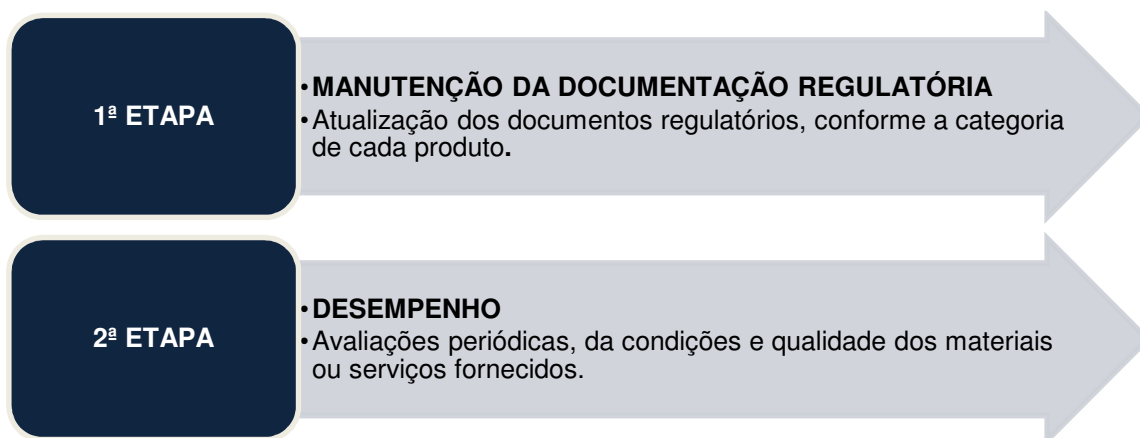 1ª ETAPA
•MANUTENÇÃO DA DOCUMENTAÇÃO REGULATÓRIA
•Atualização dos documentos regulatórios, conforme a categoria
de cada produto.
2ª ETAPA
•DESEMPENHO
•Avaliações periódicas, da condições e qualidade dos materiais
ou serviços fornecidos.